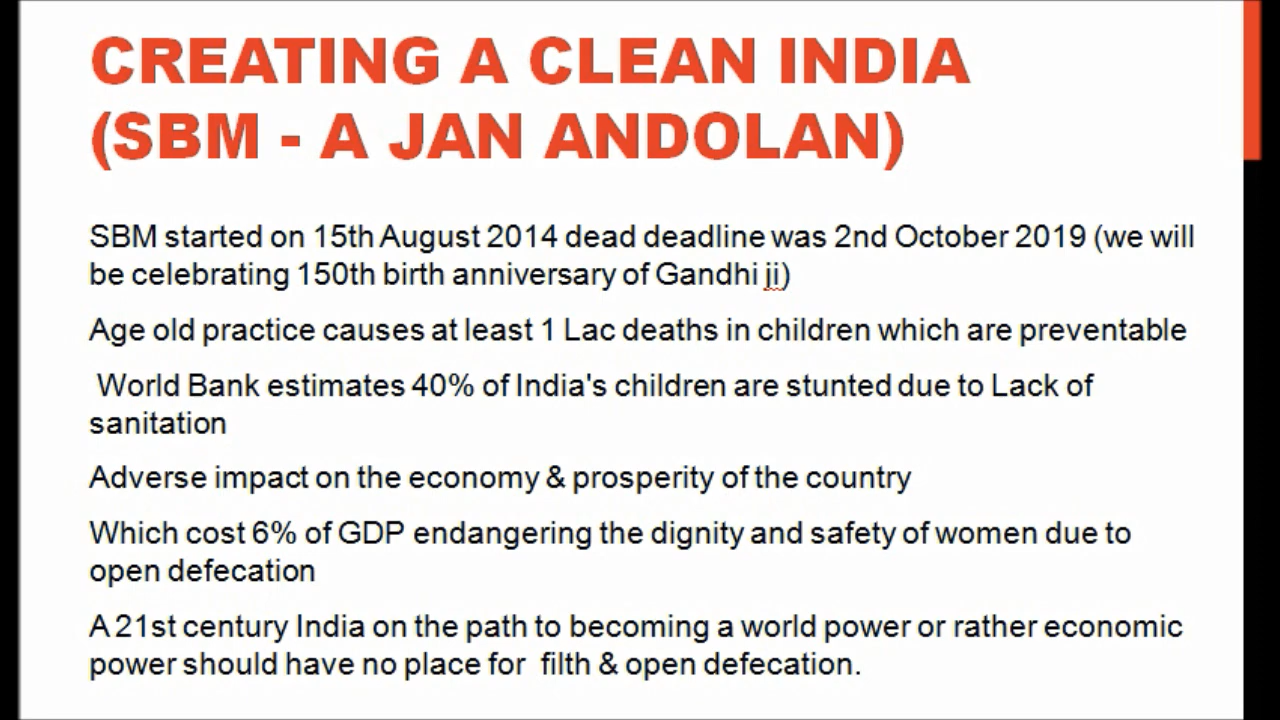 CREATING A CLEAN INDIA
(SBM - A JAN ANDOLAN)
SBM started on 15th August 2014 dead deadline was 2nd October 2019 (we will
be celebrating 150th birth anniversary of Gandhi ji)
Age old practice causes at least 1 Lac deaths in children which are preventable
World Bank estimates 40% of India's children are stunted due to Lack of
sanitation
Adverse impact on the economy & prosperity of the country
Which cost 6% of GDP endangering the dignity and safety of women due to
open defecation
A 21st century India on the path to becoming a world power or rather economic
power should have no place for filth & open defecation.